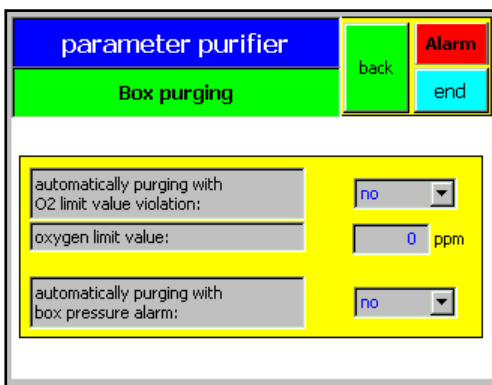 parameter purifier
Box purging
back
Alarm
end
automatically purging with
O2 limit value violation:
no
oxygen limit value:
0 ppm
automatically purging with
box pressure alarm:
no